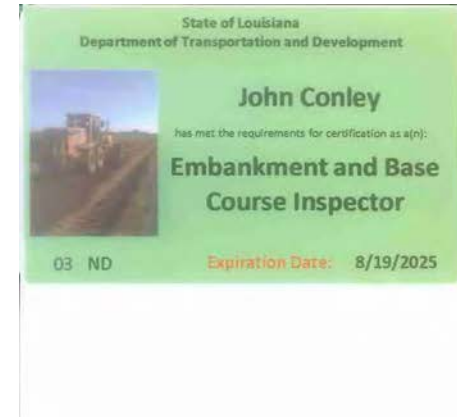 State of Louisiana
Department of Transportation and Development
John Conley
has met the requirements for certification as a(n):
Embankment and Base
Course Inspector
03 ND Expiration Date: 8/19/2025